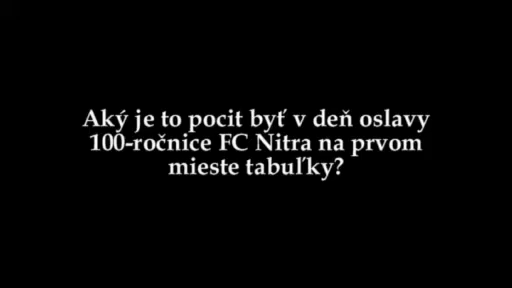 Aký je to pocit byť v deň oslavy
100-ročnice FC Nitra na prvom
mieste tabuľky?